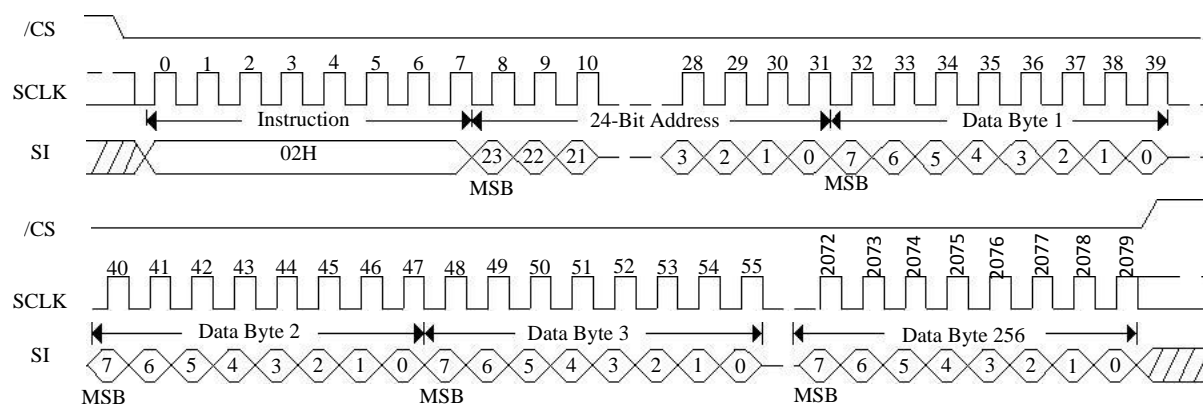 /CS
0 1 2 3 4 5 6 7 8 9 10 28 29 30 31 32 33 34 35 36 37 38 39
SCLK
Instruction 24-Bit Address Data Byte 1
SI 02H 23 22 21 3 2 1 0 7 6 5 4 3 2 1 0
MSB MSB
/CS
40 41 42 43 44 45 46 47 48 49 50 51 52 53 54 55 2072 2073 2074 2075 2076 2077 2078 2079
SCLK
Data Byte 2 Data Byte 3 Data Byte 256
SI 7 6 5 4 3 2 1 0 7 6 5 4 3 2 1 0 7 6 5 4 3 2 1 0
MSB MSB MSB